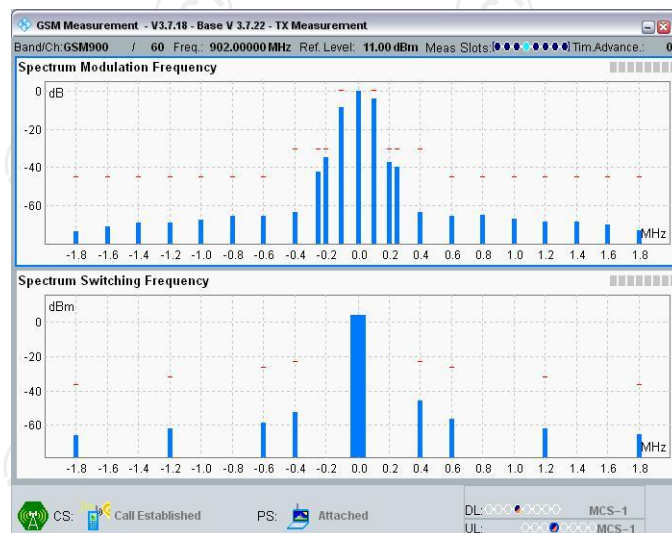 GSM Measurement - V3.7.18 - Base V 3.7.22 - TX Measurement
Band/Ch:GSM900 / 60 Freq.: 902.00000 MHz Ref. Level: 11.00 dBm Meas Slots: Tim.Advance.: 0
Spectrum Modulation Frequency
dB
0
-20
-40
-60
MHz
-1.8 -1.6 -1.4 -1.2 -1.0 -0.8 -0.6 -0.4 -0.2 0.0 0.2 0.4 0.6 0.8 1.0 1.2 1.4 1.6 1.8
Spectrum Switching Frequency
dBm
0
-20
-40
-60
MHz
-1.8 -1.6 -1.4 -1.2 -1.0 -0.8 -0.6 -0.4 -0.2 0.0 0.2 0.4 0.6 0.8 1.0 1.2 1.4 1.6 1.8
CS: Call Established PS: Attached DL: MCS-1
UL: MCS-1